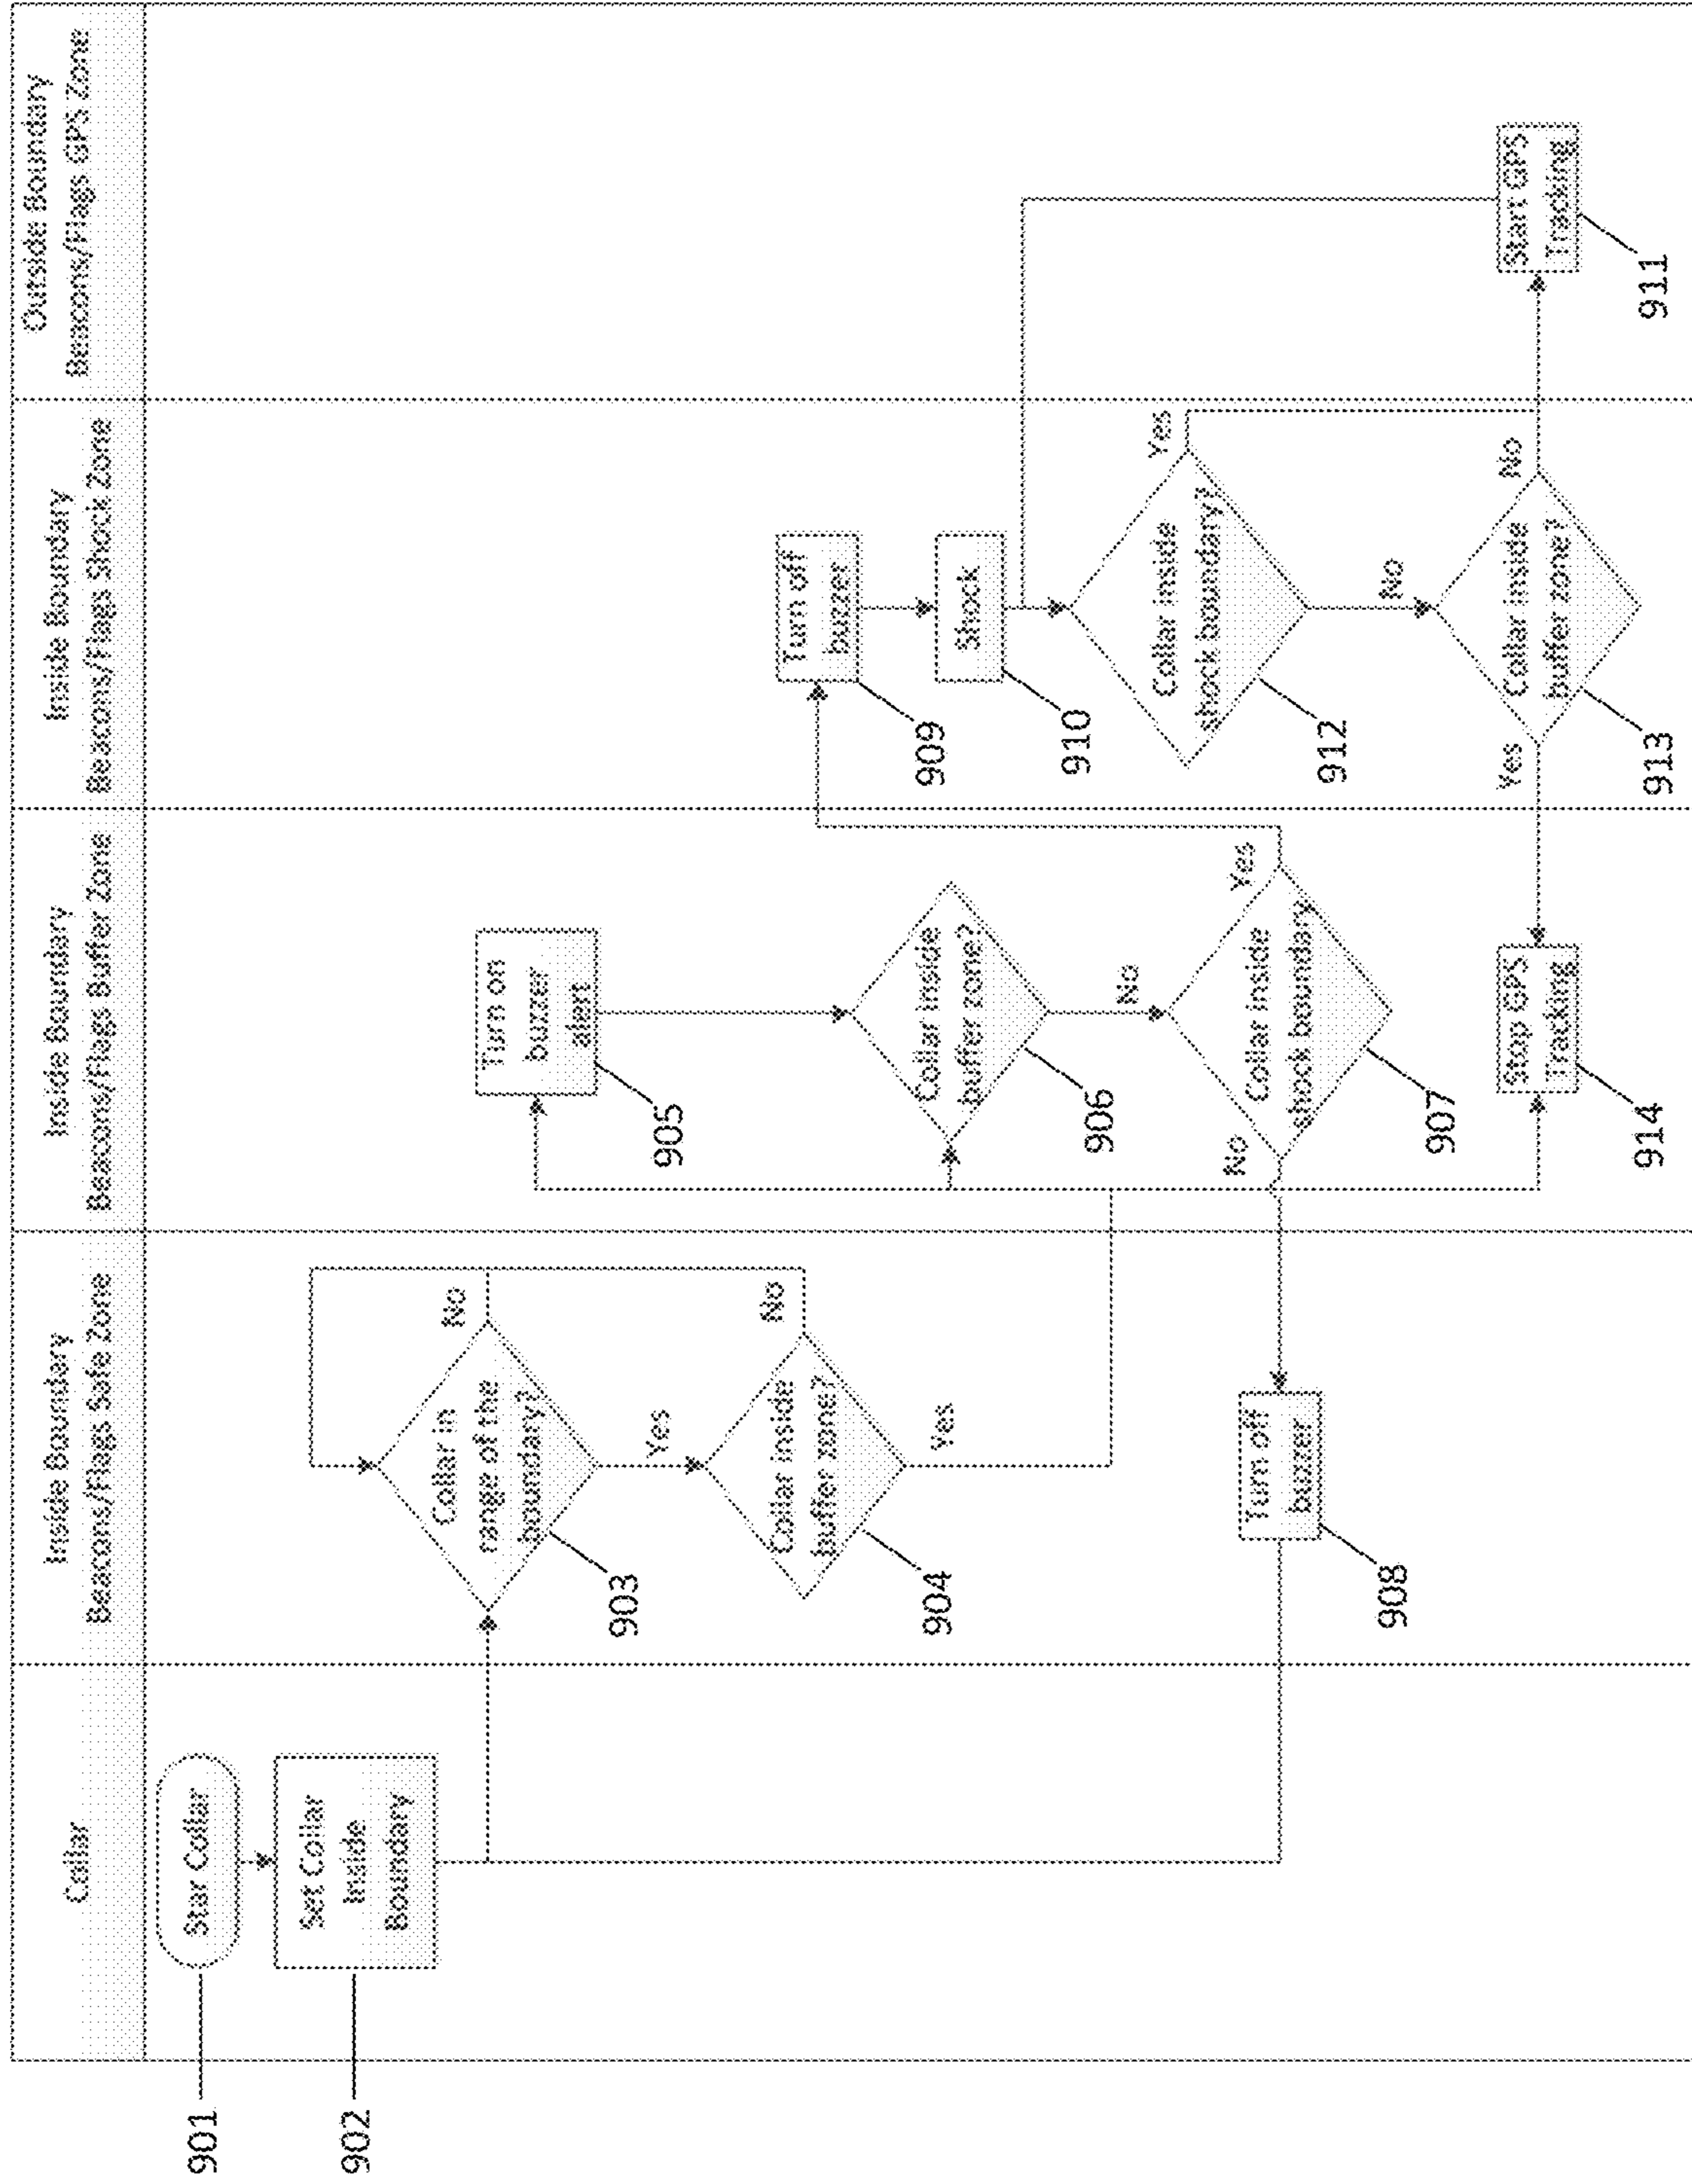 Collar
Inside Boundary
Beacons/Flags Safe Zone
Inside Boundary
Beacons/Flags Buffer Zone
Inside Boundary
Beacons/Flags Shock Zone
Outside Boundary
Beacons/Flags GPS Zone
901
Star Collar
902
Set Collar
Inside
Boundary
Collar in
range of the
boundary?
No
903
Yes
Collar inside
buffer zone?
No
904
Yes
Turn on
buzzer
alert
905
Collar inside
buffer zone?
906
No
Collar inside
shock boundary
No
Yes
907
Turn off
buzzer
908
Turn off
buzzer
909
Shock
910
Collar inside
shock boundary?
Yes
912
No
Collar inside
buffer zone?
Yes
No
913
Stop GPS
Tracking
914
Start GPS
Tracking
911